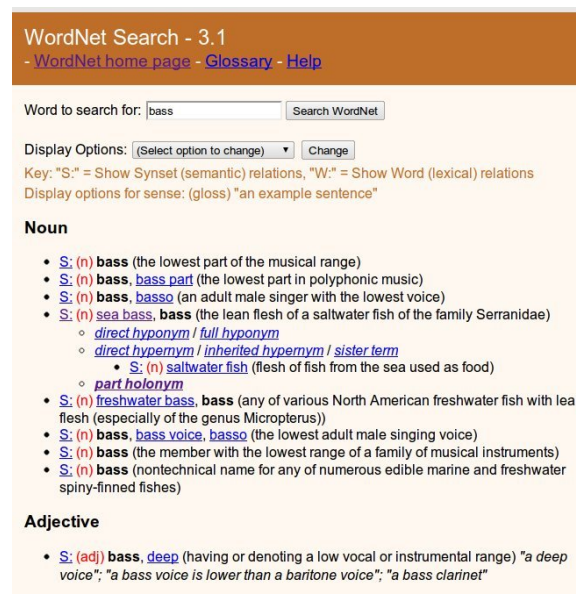 WordNet Search - 3.1
- WordNet home page - Glossary - Help
Word to search for: bass Search WordNet
Display Options: (Select option to change) Change
Key: "S:" = Show Synset (semantic) relations, "W:" = Show Word (lexical) relations
Display options for sense: (gloss) "an example sentence"
Noun
S: (n) bass (the lowest part of the musical range)
S: (n) bass, bass part (the lowest part in polyphonic music)
S: (n) bass, basso (an adult male singer with the lowest voice)
S: (n) sea bass, bass (the lean flesh of a saltwater fish of the family Serranidae)
direct hyponym / full hyponym
direct hypernym / inherited hypernym / sister term
S: (n) saltwater fish (flesh of fish from the sea used as food)
part holonym
S: (n) freshwater bass, bass (any of various North American freshwater fish with lea
flesh (especially of the genus Micropterus))
S: (n) bass, bass voice, basso (the lowest adult male singing voice)
S: (n) bass (the member with the lowest range of a family of musical instruments)
S: (n) bass (nontechnical name for any of numerous edible marine and freshwater
spiny-finned fishes)
Adjective
S: (adj) bass, deep (having or denoting a low vocal or instrumental range) "a deep
voice"; "a bass voice is lower than a baritone voice"; "a bass clarinet"